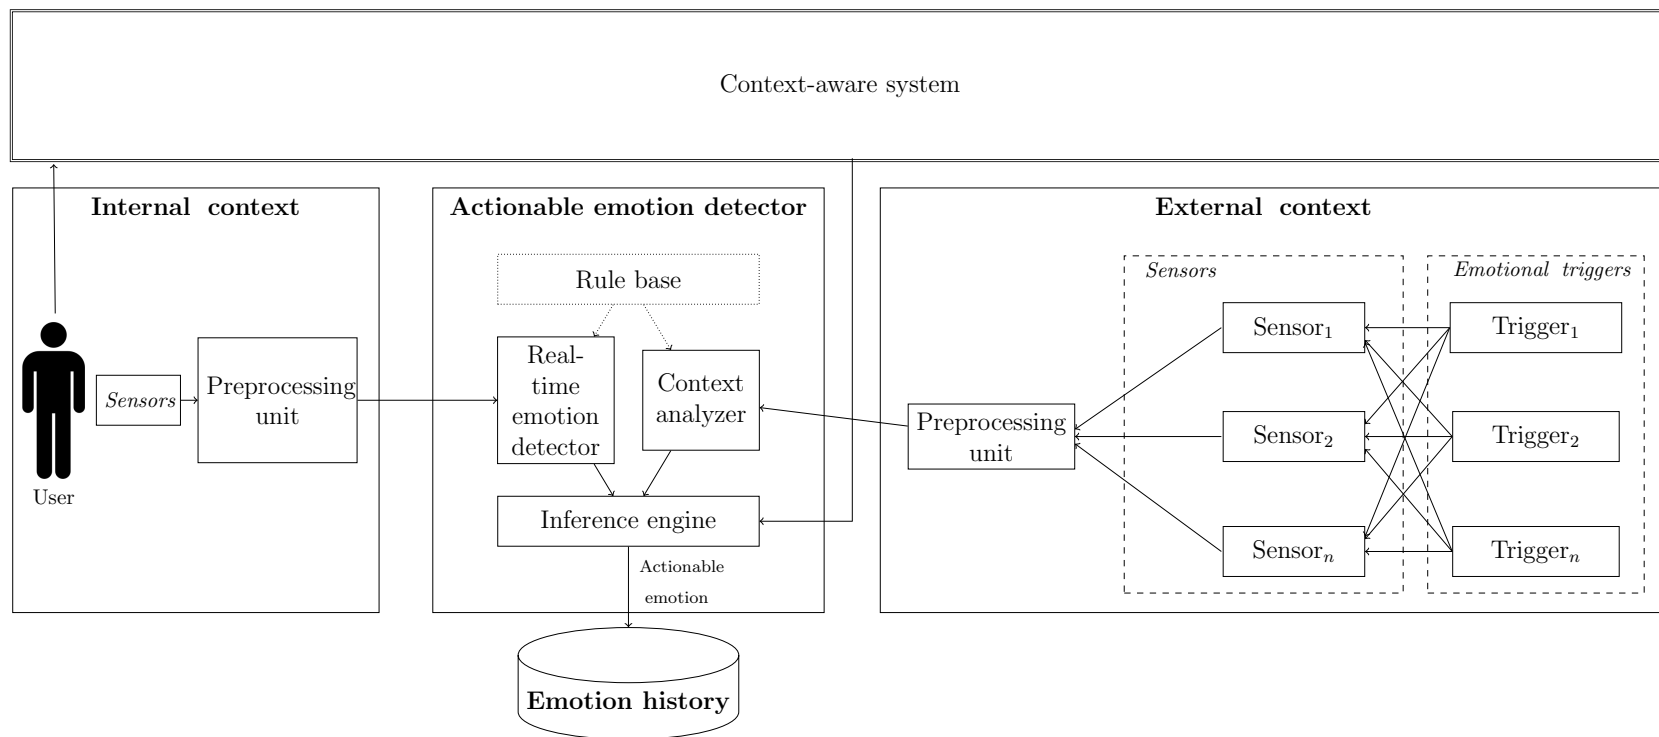 Context-aware system
Internal context
Actionable emotion detector
External context
Sensors
Emotional triggers
Rule base
Sensor₁
Trigger₁
Real-
time
emotion
detector
Context
analyzer
Preprocessing
unit
Sensors
Preprocessing
unit
Sensor₂
Trigger₂
User
Inference engine
Sensorₙ
Triggerₙ
Actionable
emotion
Emotion history